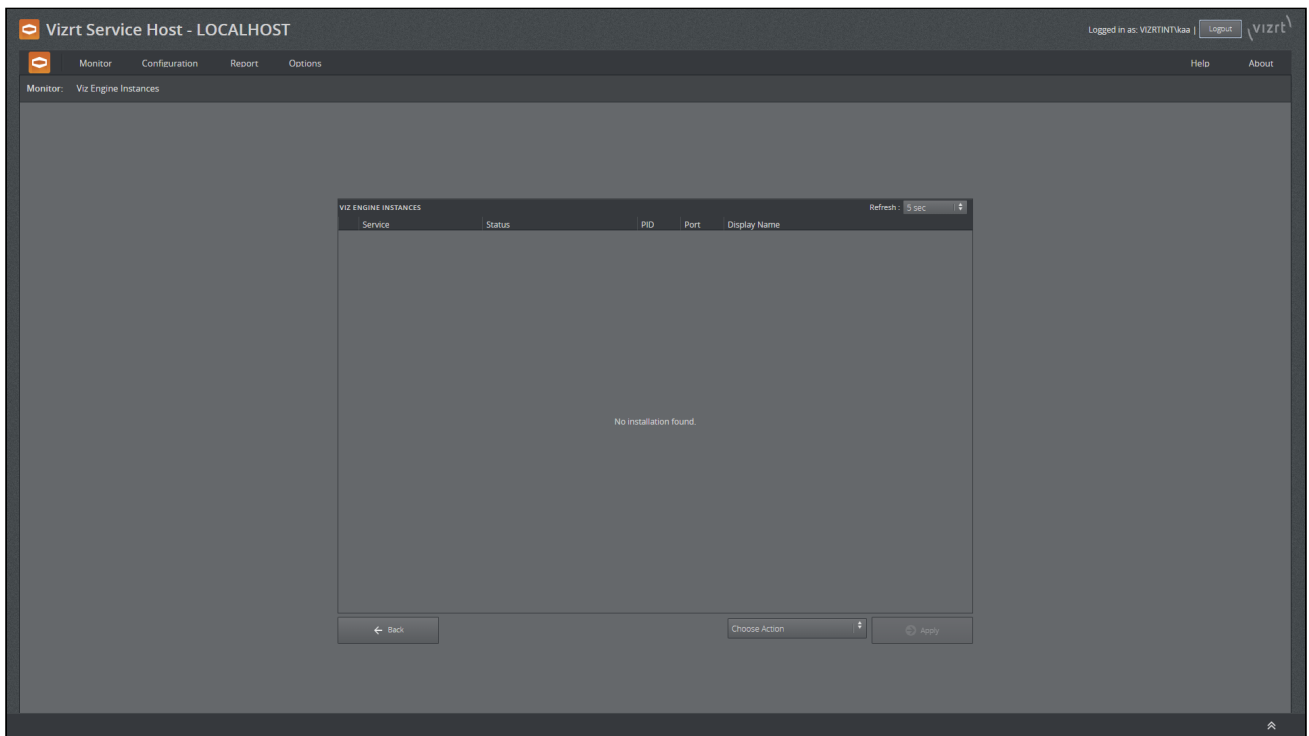 Vizrt Service Host - LOCALHOST
Logged in as: VIZRTINT\kaa | Logout
vizrt
Monitor Configuration Report Options Help About
Monitor: Viz Engine Instances
VIZ ENGINE INSTANCES Refresh : 5 sec
Service Status PID Port Display Name
No installation found.
Back Choose Action Apply